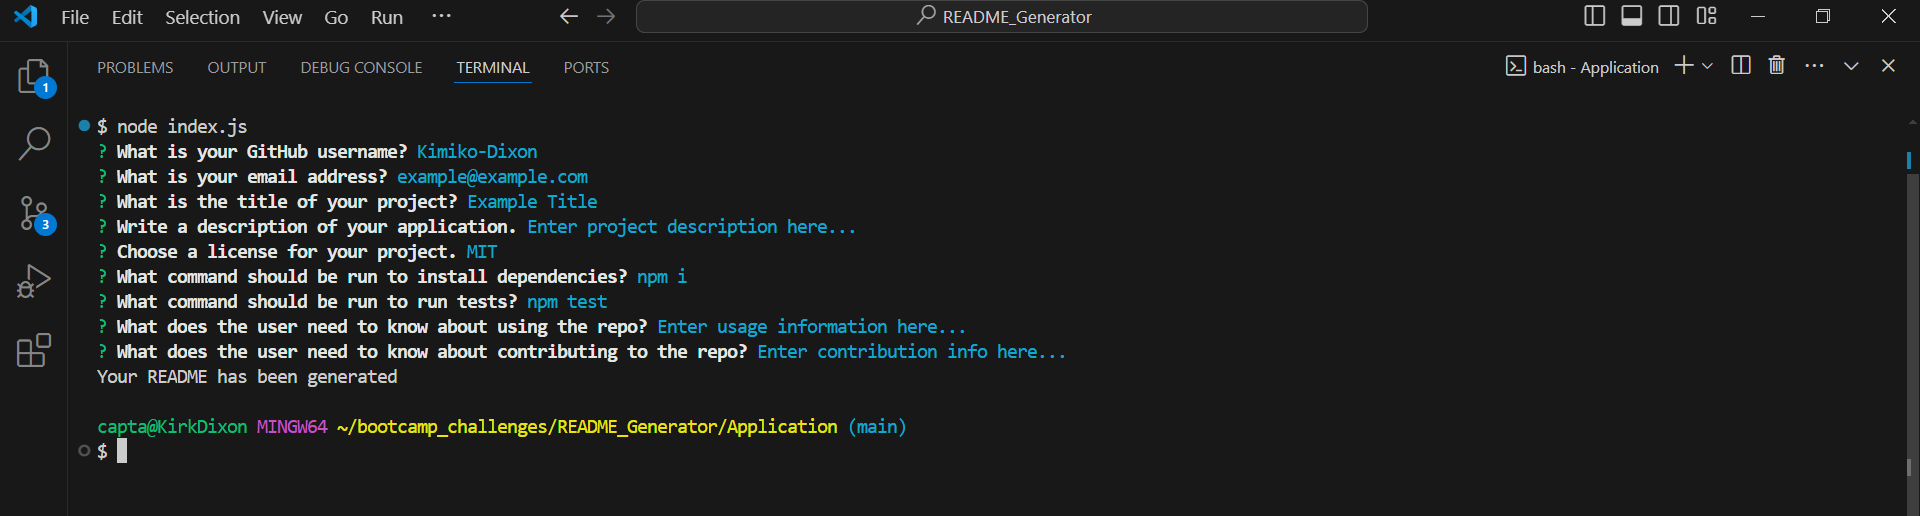 File Edit Selection View Go Run ··· ← → README_Generator
PROBLEMS OUTPUT DEBUG CONSOLE TERMINAL PORTS bash - Application
1
3
$ node index.js
? What is your GitHub username? Kimiko-Dixon
? What is your email address? example@example.com
? What is the title of your project? Example Title
? Write a description of your application. Enter project description here...
? Choose a license for your project. MIT
? What command should be run to install dependencies? npm i
? What command should be run to run tests? npm test
? What does the user need to know about using the repo? Enter usage information here...
? What does the user need to know about contributing to the repo? Enter contribution info here...
Your README has been generated
capta@KirkDixon MINGW64 ~/bootcamp_challenges/README_Generator/Application (main)
$